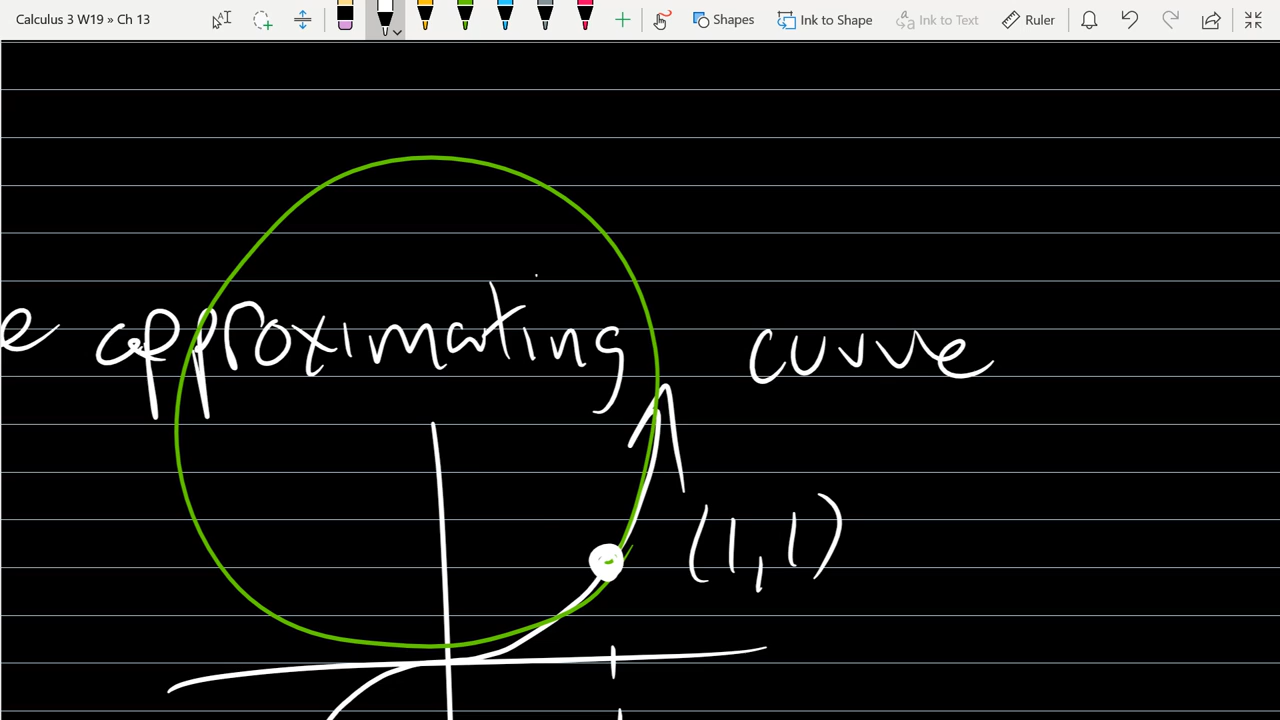 Calculus 3 W19 » Ch 13
Shapes
Ink to Shape
Ink to Text
Ruler
e approximating curve
(1,1)